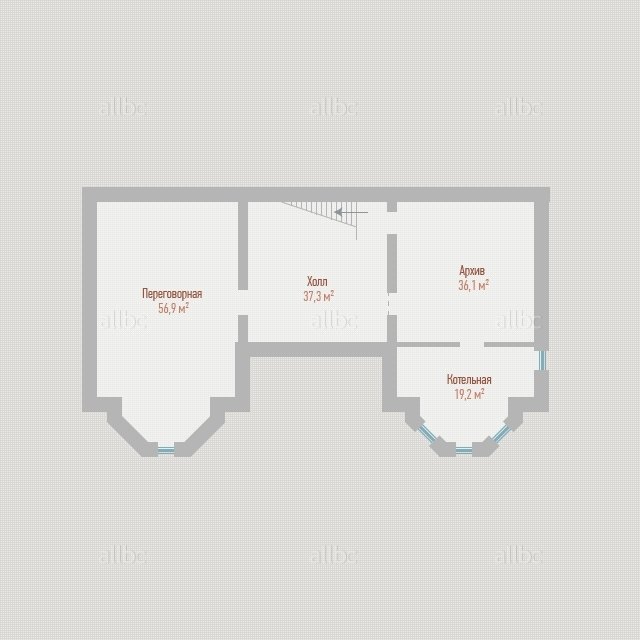 allbc allbc allbc
Архив
36,1 м²
Холл
37,3 м²
Переговорная
56,9 м²
allbc allbc allbc
Котельная
19,2 м²
allbc allbc allbc